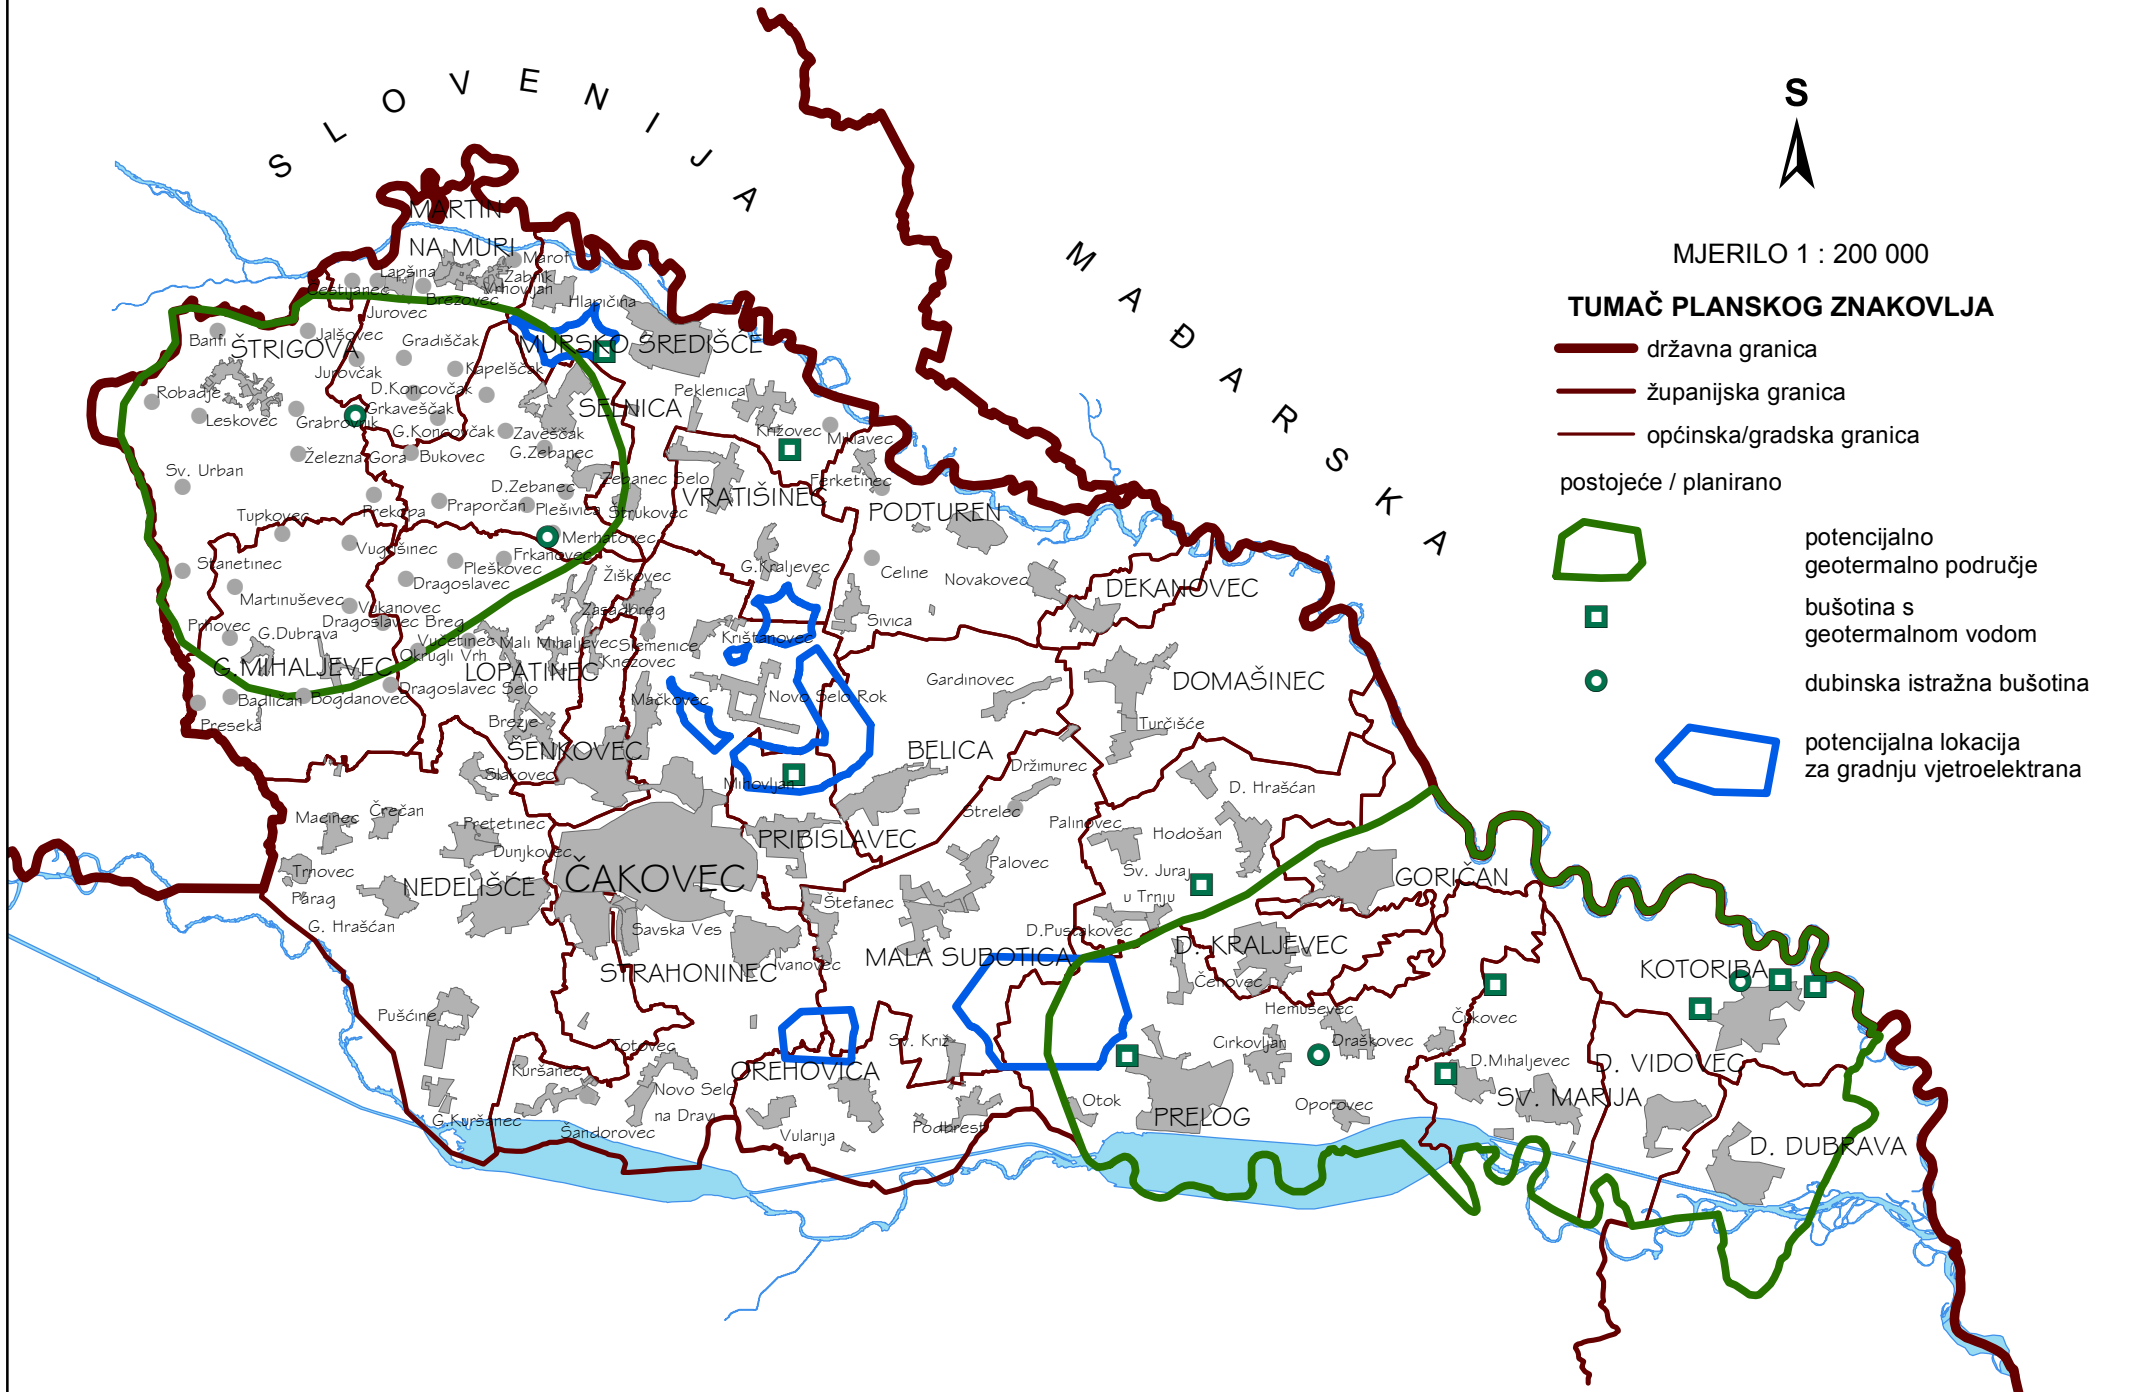 SLOVENIJA
MAĐARSKA
S
MJERILO 1 : 200 000
TUMAČ PLANSKOG ZNAKOVLJA
državna granica
županijska granica
općinska/gradska granica
postojeće / planirano
potencijalno
geotermalno područje
bušotina s
geotermalnom vodom
dubinska istražna bušotina
potencijalna lokacija
za gradnju vjetroelektrana
MARTIN
NA MURI
Marof
Lapšina
Žabnik
Vrhovljan
Brezovec
Hlapičina
Jurovec
Banfi
Jalšovec
Gradiščak
ŠTRIGOVA
MURSKO SREDIŠĆE
Jurovčak
Kapelščak
Robadje
D.Koncovčak
Peklenica
Leskovec
Grabrovnik
Grkaveščak
SELNICA
G.Koncovčak
Zaveščak
Križovec
Miklavec
Železna Gora
Bukovec
G.Zebanec
Sv. Urban
Zebanec Selo
Ferketinec
D.Zebanec
VRATIŠINEC
Prekopa
Praporčan
Plešivica
Štrukovec
PODTUREN
Tupkovec
Vugrišinec
Merhatovec
Frkanovec
Stanetinec
Pleškovec
Dragoslavec
Žiškovec
G.Kraljevec
Celine
Novakovec
DEKANOVEC
Martinuševec
Vukanovec
Zasadbreg
Prhovec
Dragoslavec Breg
Sivica
G.Dubrava
Vučetinec
Mali Mihaljevec
Slemenice
Krištanovec
Okrugli Vrh
Knezovec
G.MIHALJEVEC
LOPATINEC
Gardinovec
DOMAŠINEC
Badličan
Bogdanovec
Dragoslavec Selo
Mačkovec
Novo Selo Rok
Preseka
Brezje
Turčišće
ŠENKOVEC
BELICA
Slakovec
Držimurec
Mihovljan
D. Hrašćan
Macinec
Črečan
Strelec
Pretetinec
Palinovec
Hodošan
PRIBISLAVEC
Dunjkovec
Palovec
Trnovec
ČAKOVEC
Sv. Juraj
u Trnju
GORIČAN
NEDELIŠĆE
Parag
Štefanec
G. Hrašćan
Savska Ves
D.Pustakovec
MALA SUBOTICA
D. KRALJEVEC
STRAHONINEC
Ivanovec
KOTORIBA
Čehovec
Hemuševec
Pušćine
Čukovec
Totovec
Sv. Križ
Cirkovljan
Draškovec
Kuršanec
OREHOVICA
D.Mihaljevec
D. VIDOVEC
Novo Selo
na Dravi
SV. MARIJA
Otok
Oporovec
PRELOG
G.Kuršanec
Šandorovec
Vularija
Podbrest
D. DUBRAVA